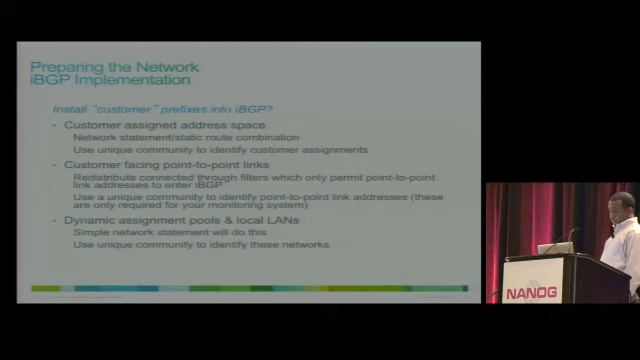 Preparing the Network
iBGP Implementation
Install "customer" prefixes into iBGP?
• Customer assigned address space
Network statement/static route combination
Use unique community to identify customer assignments
• Customer facing point-to-point links
Redistribute connected through filters which only permit point-to-point
link addresses to enter iBGP
Use a unique community to identify point-to-point link addresses (these
are only required for your monitoring system)
• Dynamic assignment pools & local LANs
Simple network statement will do this
Use unique community to identify these networks
NANOG